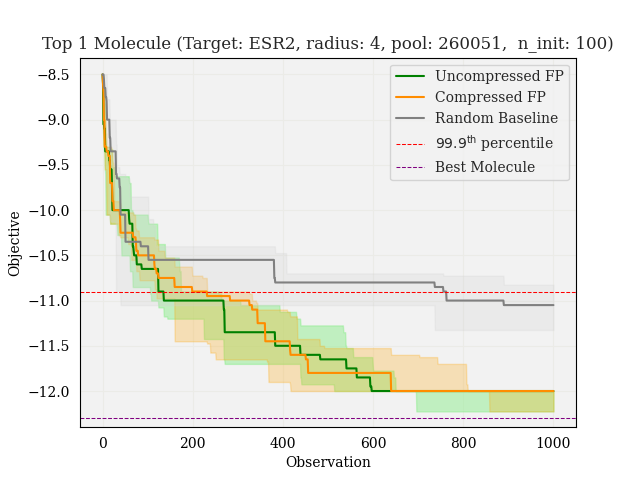 Top 1 Molecule (Target: ESR2, radius: 4, pool: 260051,  n_init: 100)
Uncompressed FP
Compressed FP
Random Baseline
99.9th percentile
Best Molecule
Objective
−8.5
−9.0
−9.5
−10.0
−10.5
−11.0
−11.5
−12.0
0 200 400 600 800 1000
Observation